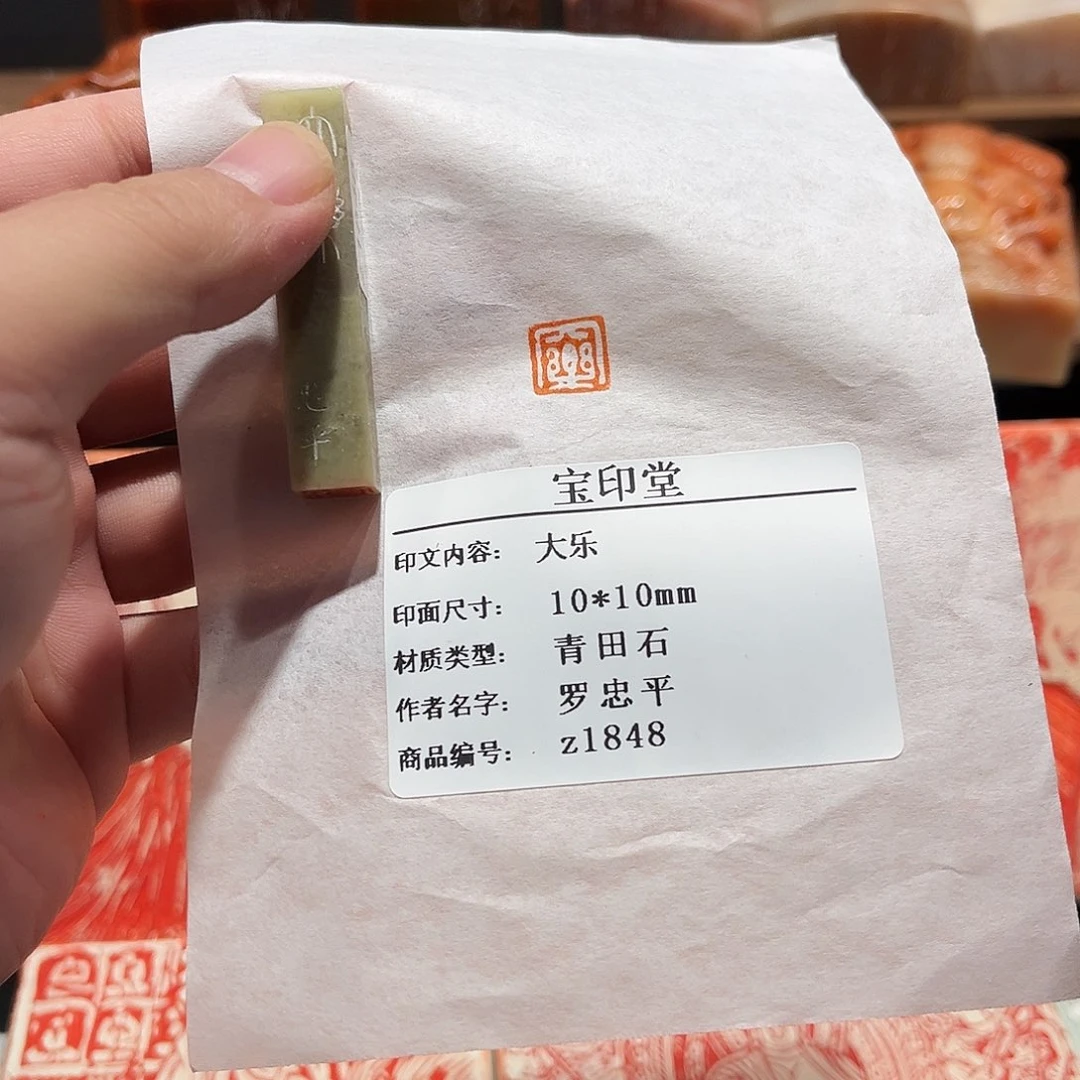 宝印堂
印文内容: 大乐
印面尺寸: 10*10mm
材质类型: 青田石
作者名字: 罗忠平
商品编号: z1848